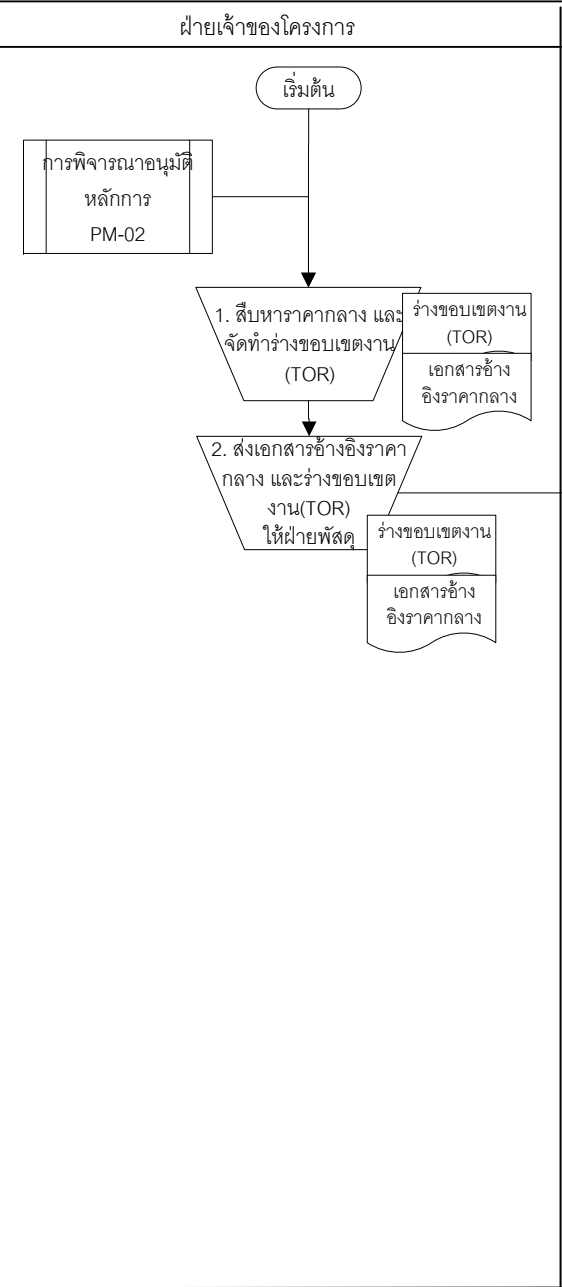 ฝ่ายเจ้าของโครงการ
เริ่มต้น
การพิจารณาอนุมัติ
หลักการ
PM-02
1. สืบหาราคากลาง และ
จัดทำร่างขอบเขตงาน
(TOR)
ร่างขอบเขตงาน
(TOR)
เอกสารอ้าง
อิงราคากลาง
2. ส่งเอกสารอ้างอิงราคา
กลาง และร่างขอบเขต
งาน(TOR)
ให้ฝ่ายพัสดุ
ร่างขอบเขตงาน
(TOR)
เอกสารอ้าง
อิงราคากลาง